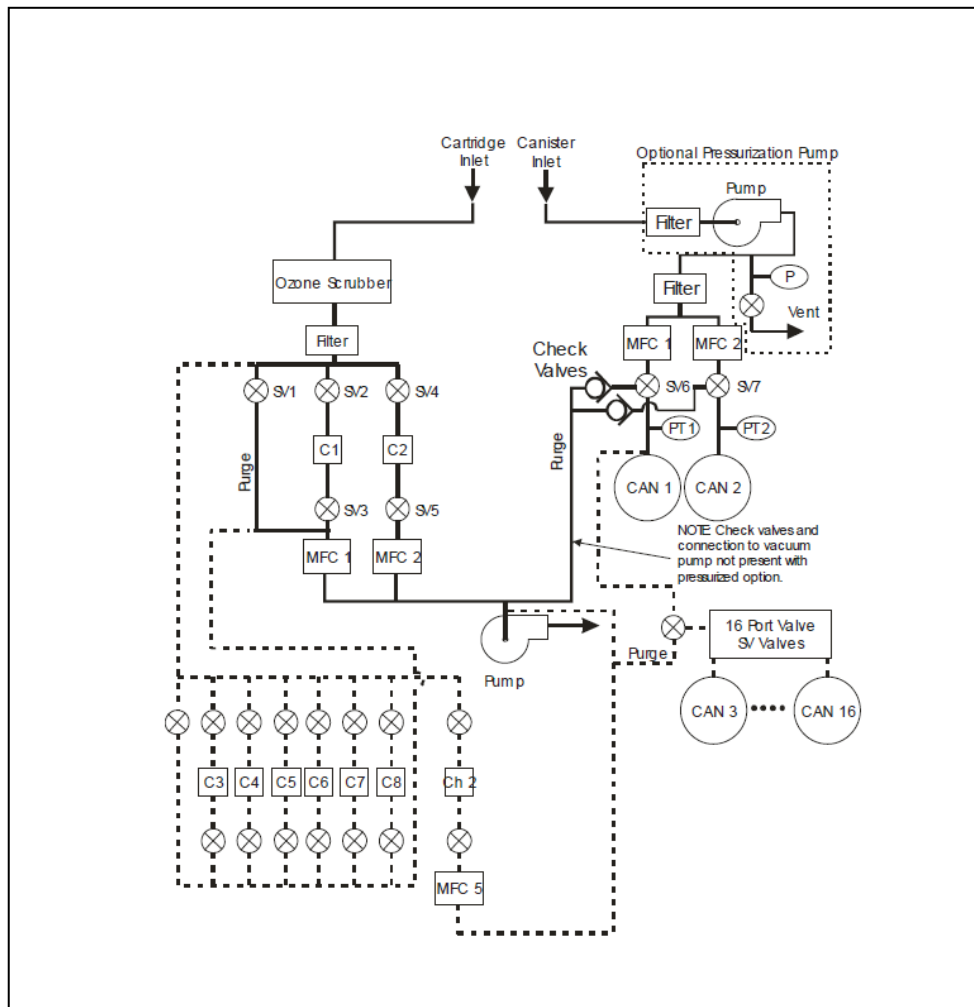 Cartridge
Inlet
Canister
Inlet
Optional Pressurization Pump
Pump
Filter
P
Vent
Ozone Scrubber
Filter
Filter
MFC 1
MFC 2
Check
Valves
SV1
SV2
SV4
SV6
SV7
PT1
PT2
C1
C2
Purge
Purge
CAN 1
CAN 2
SV3
SV5
MFC 1
MFC 2
NOTE: Check valves and
connection to vacuum
pump not present with
pressurized option.
16 Port Valve
SV Valves
Purge
Pump
CAN 3
CAN 16
C3
C4
C5
C6
C7
C8
Ch 2
MFC 5